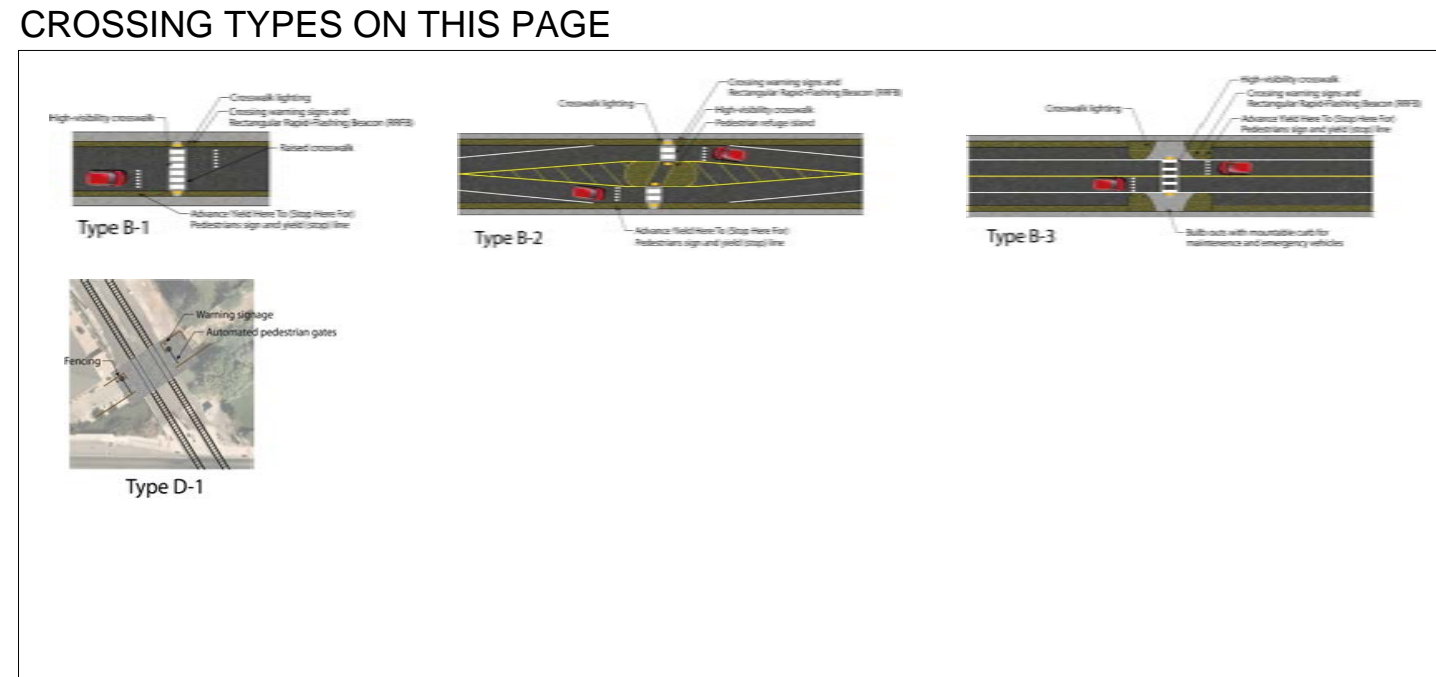 CROSSING TYPES ON THIS PAGE
Crosswalk lighting
Crossing warning signs and
Rectangular Rapid-Flashing Beacon (RRFB)
High-visibility crosswalk
Raised crosswalk
Advance Yield Here To (Stop Here For)
Pedestrians sign and yield (stop) line
Type B-1
Crossing warning signs and
Rectangular Rapid-Flashing Beacon (RRFB)
Crosswalk lighting
High-visibility crosswalk
Pedestrian refuge island
Advance Yield Here To (Stop Here For)
Pedestrians sign and yield (stop) line
Type B-2
High-visibility crosswalk
Crossing warning signs and
Rectangular Rapid-Flashing Beacon (RRFB)
Crosswalk lighting
Advance Yield Here To (Stop Here For)
Pedestrians sign and yield (stop) line
Bulb outs with mountable curb for
maintenence and emergency vehicles
Type B-3
Warning signage
Automated pedestrian gates
Fencing
Type D-1